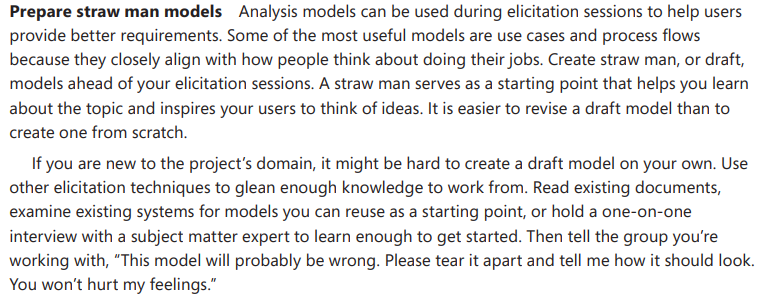 Prepare straw man models Analysis models can be used during elicitation sessions to help users
provide better requirements. Some of the most useful models are use cases and process flows
because they closely align with how people think about doing their jobs. Create straw man, or draft,
models ahead of your elicitation sessions. A straw man serves as a starting point that helps you learn
about the topic and inspires your users to think of ideas. It is easier to revise a draft model than to
create one from scratch.
If you are new to the project’s domain, it might be hard to create a draft model on your own. Use
other elicitation techniques to glean enough knowledge to work from. Read existing documents,
examine existing systems for models you can reuse as a starting point, or hold a one-on-one
interview with a subject matter expert to learn enough to get started. Then tell the group you’re
working with, “This model will probably be wrong. Please tear it apart and tell me how it should look.
You won’t hurt my feelings.”